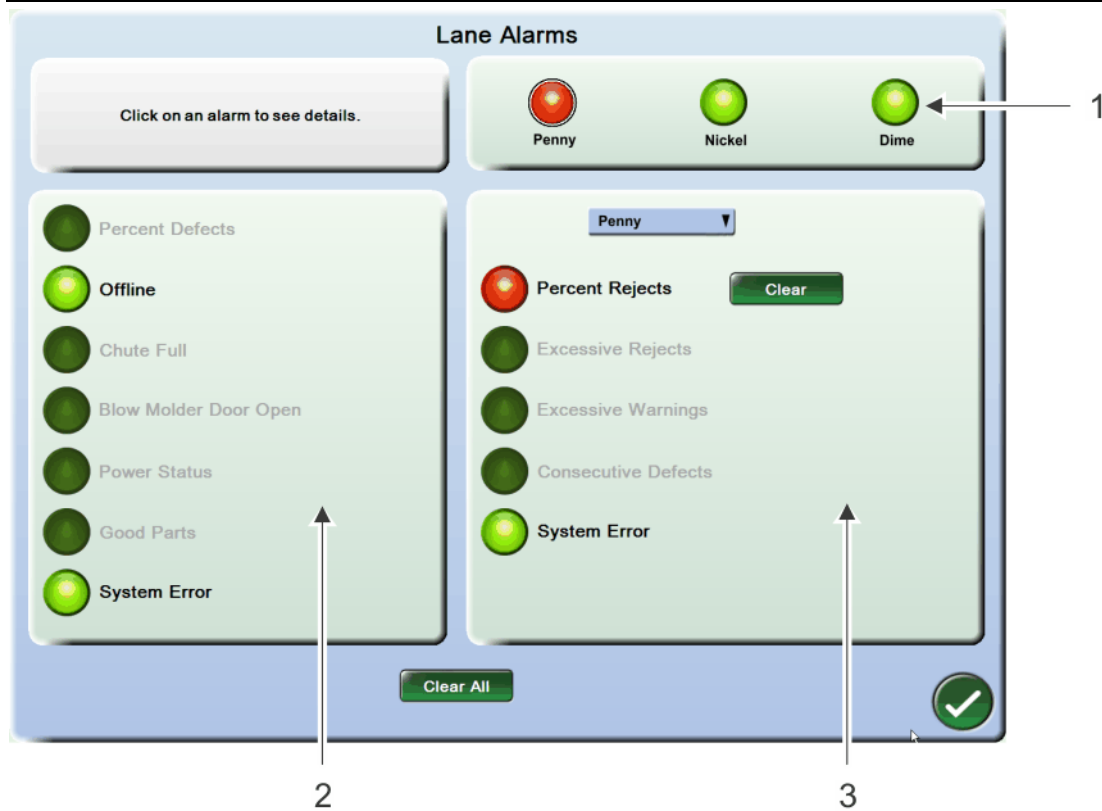 Lane Alarms
Click on an alarm to see details.
Penny
Nickel
Dime
1
Percent Defects
Offline
Chute Full
Blow Molder Door Open
Power Status
Good Parts
System Error
Penny
Percent Rejects
Clear
Excessive Rejects
Excessive Warnings
Consecutive Defects
System Error
Clear All
2
3